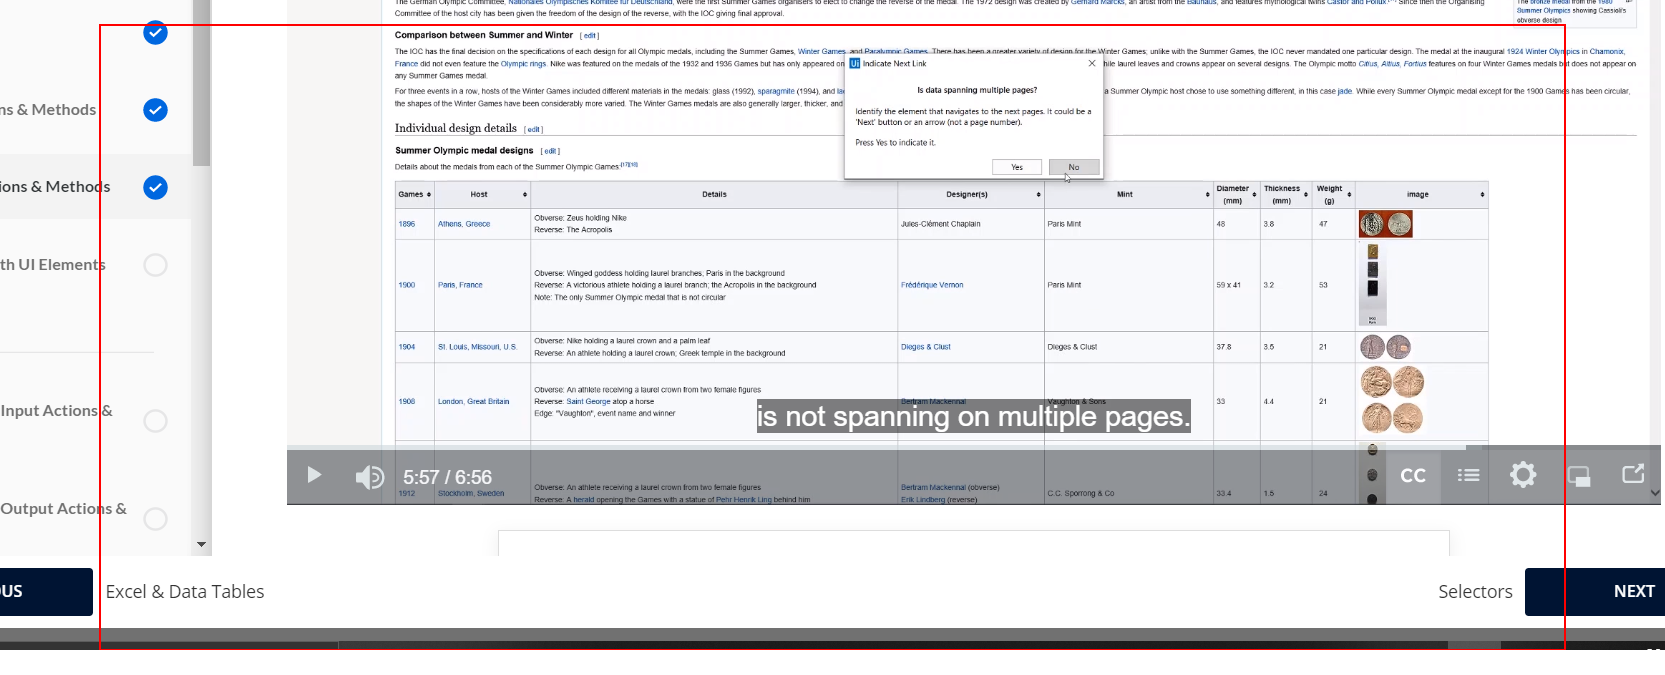 The German Olympic Committee, Nationales Olympisches Komitee für Deutschland, were the first Summer Games organisers to elect to change the reverse of the medal. The 1972 design was created by Gerhard Marcks, an artist from the Bauhaus, and features mythological twins Castor and Pollux. Since then the Organising
Committee of the host city has been given the freedom of the design of the reverse, with the IOC giving final approval.
The bronze medal from the 1980
Summer Olympics showing Cassioli's
obverse design
Comparison between Summer and Winter [ edit ]
The IOC has the final decision on the specifications of each design for all Olympic medals, including the Summer Games, Winter Games, and Paralympic Games. There has been a greater variety of design for the Winter Games; unlike with the Summer Games, the IOC never mandated one particular design. The medal at the inaugural 1924 Winter Olympics in Chamonix,
France did not even feature the Olympic rings. Nike was featured on the medals of the 1932 and 1936 Games but has only appeared on
while laurel leaves and crowns appear on several designs. The Olympic motto Citius, Altius, Fortius features on four Winter Games medals but does not appear on
any Summer Games medal.
For three events in a row, hosts of the Winter Games included different materials in the medals: glass (1992), sparagmite (1994), and
a Summer Olympic host chose to use something different, in this case jade. While every Summer Olympic medal except for the 1900 Games has been circular,
the shapes of the Winter Games have been considerably more varied. The Winter Games medals are also generally larger, thicker, and
Individual design details [ edit ]
Summer Olympic medal designs [ edit ]
Details about the medals from each of the Summer Olympic Games:[17][18]
Ui Indicate Next Link
Is data spanning multiple pages?
Identify the element that navigates to the next pages. It could be a
'Next' button or an arrow (not a page number).
Press Yes to indicate it.
Yes No
Games Host Details Designer(s) Mint Diameter (mm) Thickness (mm) Weight (g) image
1896 Athens, Greece Obverse: Zeus holding Nike
Reverse: The Acropolis
Jules-Clément Chaplain Paris Mint 48 3.8 47
1900 Paris, France Obverse: Winged goddess holding laurel branches; Paris in the background
Reverse: A victorious athlete holding a laurel branch; the Acropolis in the background
Note: The only Summer Olympic medal that is not circular
Frédérique Vernon Paris Mint 59 x 41 3.2 53
1904 St. Louis, Missouri, U.S. Obverse: Nike holding a laurel crown and a palm leaf
Reverse: An athlete holding a laurel crown; Greek temple in the background
Dieges & Clust Dieges & Clust 37.8 3.5 21
1908 London, Great Britain Obverse: An athlete receiving a laurel crown from two female figures
Reverse: Saint George atop a horse
Edge: "Vaughton", event name and winner
Bertram Mackennal Vaughton & Sons 33 4.4 21
is not spanning on multiple pages.
1912 Stockholm, Sweden Obverse: An athlete receiving a laurel crown from two female figures
Reverse: A herald opening the Games with a statue of Pehr Henrik Ling behind him
Bertram Mackennal (obverse)
Erik Lindberg (reverse)
C.C. Sporrong & Co 33.4 1.5 24
5:57 / 6:56
CC
ns & Methods
ions & Methods
th UI Elements
Input Actions &
Output Actions &
OUS
Excel & Data Tables
Selectors
NEXT